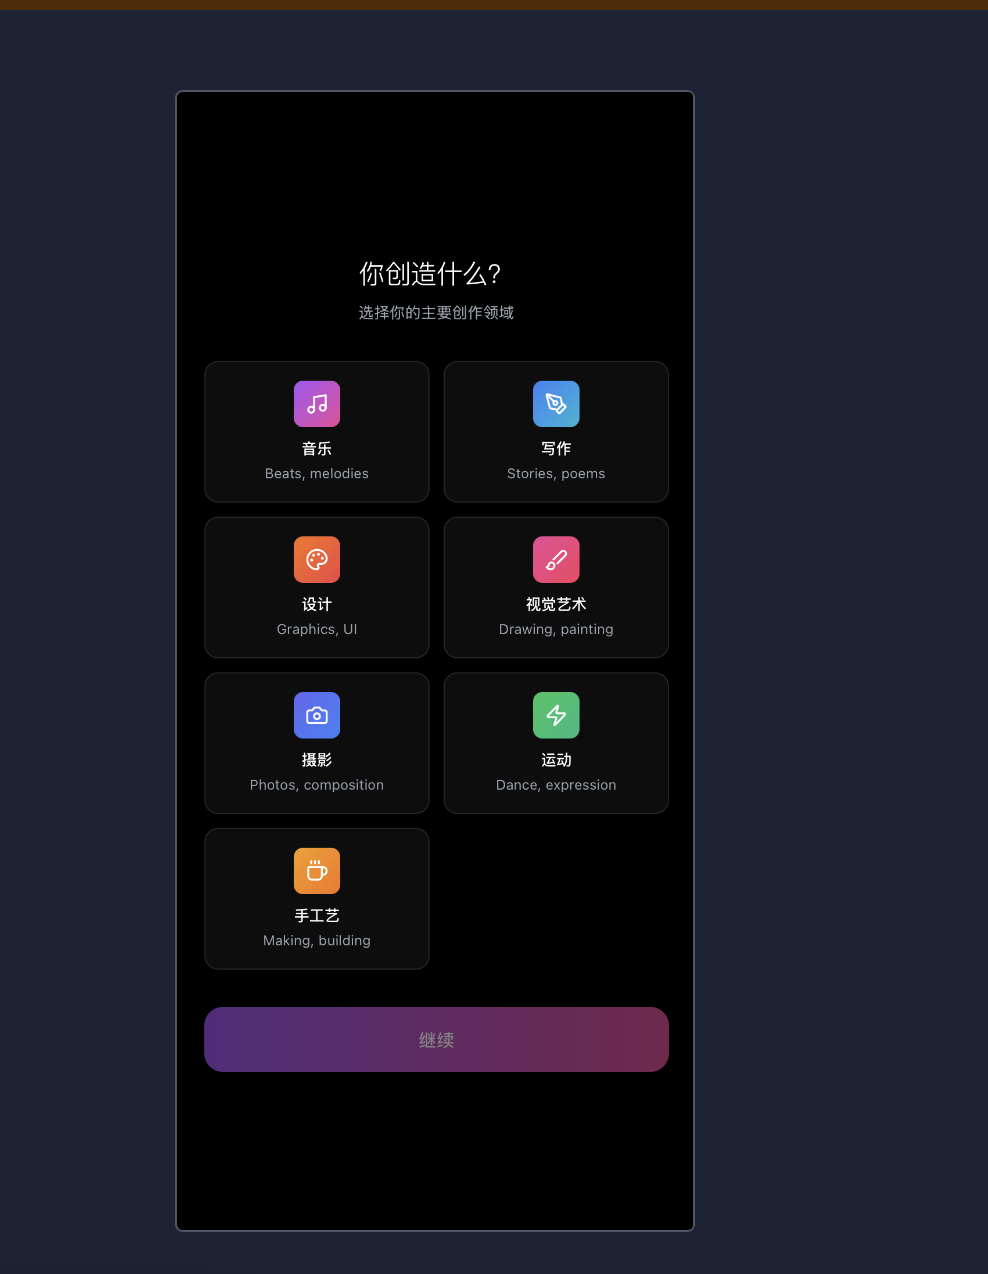 你创造什么?
选择你的主要创作领域
音乐
Beats, melodies
写作
Stories, poems
设计
Graphics, UI
视觉艺术
Drawing, painting
摄影
Photos, composition
运动
Dance, expression
手工艺
Making, building
继续